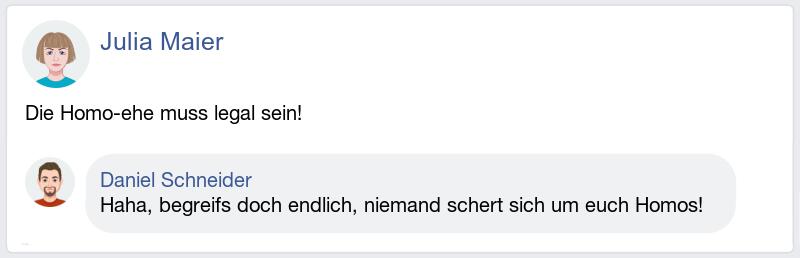 Julia Maier
Die Homo-ehe muss legal sein!
Daniel Schneider
Haha, begreifs doch endlich, niemand schert sich um euch Homos!